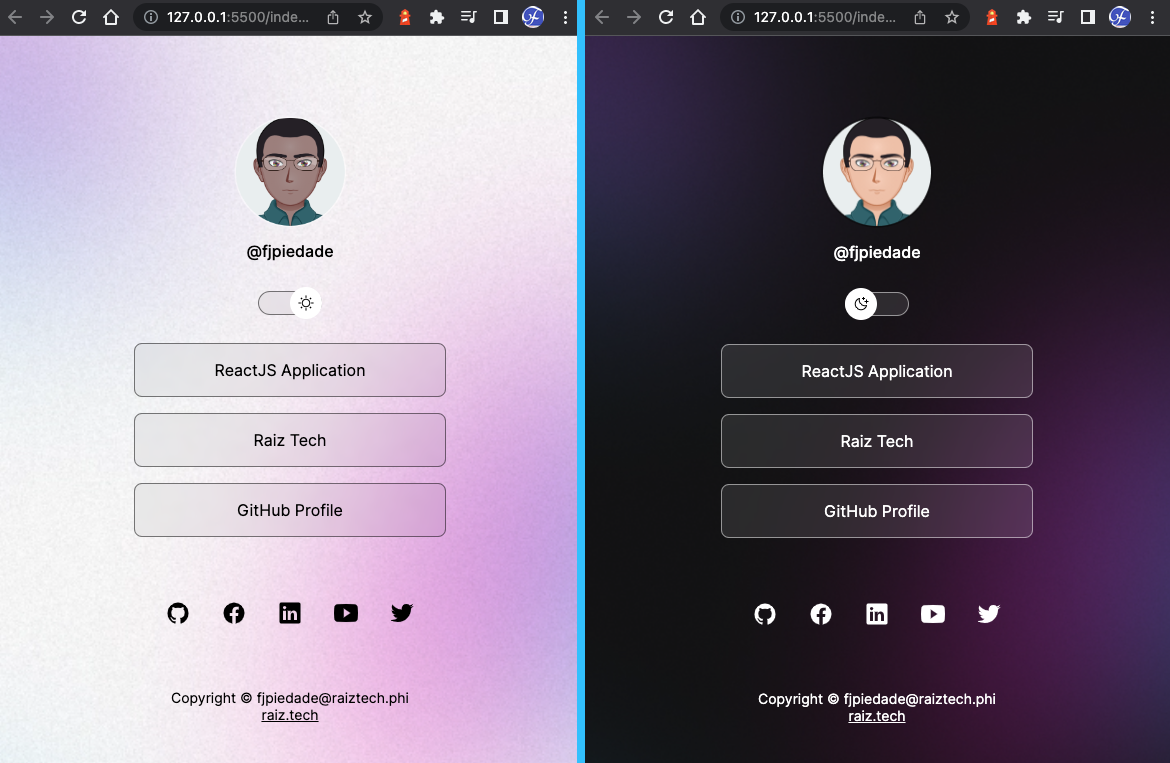 127.0.0.1:5500/inde...
@fjpiedade
ReactJS Application
Raiz Tech
GitHub Profile
in
Copyright © fjpiedade@raiztech.phi
raiz.tech
127.0.0.1:5500/inde...
@fjpiedade
ReactJS Application
Raiz Tech
GitHub Profile
in
Copyright © fjpiedade@raiztech.phi
raiz.tech